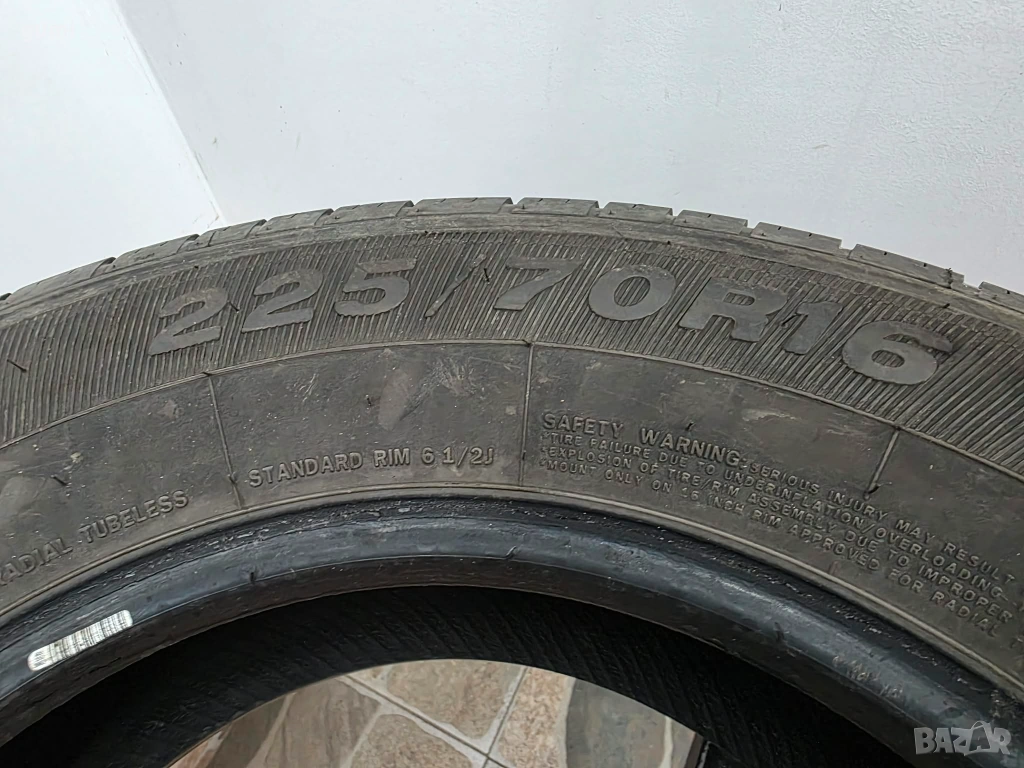 225/70R16
RADIAL TUBELESS
STANDARD RIM 6 1/2J
SAFETY WARNING: SERIOUS INJURY MAY RESULT
*TIRE FAILURE DUE TO UNDERINFLATION/OVERLOADING
*EXPLOSION OF TIRE/RIM ASSEMBLY DUE TO IMPROPER
*MOUNT ONLY ON 16 INCH RIM APPROVED FOR RADIAL
BAZAR